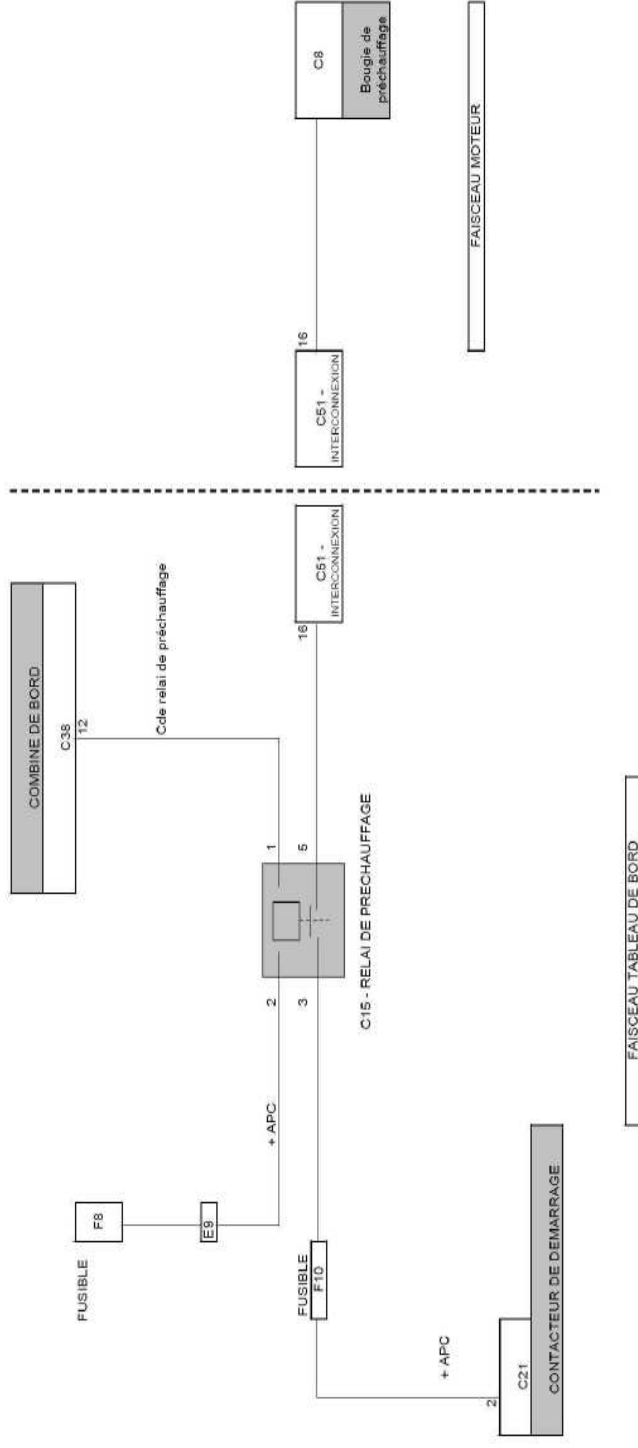 COMBINE DE BORD
C38
12
Cde relai de préchauffage
FUSIBLE
F8
E9
+ APC
2
1
3
5
C15 - RELAI DE PRECHAUFFAGE
FUSIBLE
F10
+ APC
2
C21
CONTACTEUR DE DEMARRAGE
16
C51 -
INTERCONNEXION
C51 -
INTERCONNEXION
16
C8
Bougie de
préchauffage
FAISCEAU TABLEAU DE BORD
FAISCEAU MOTEUR